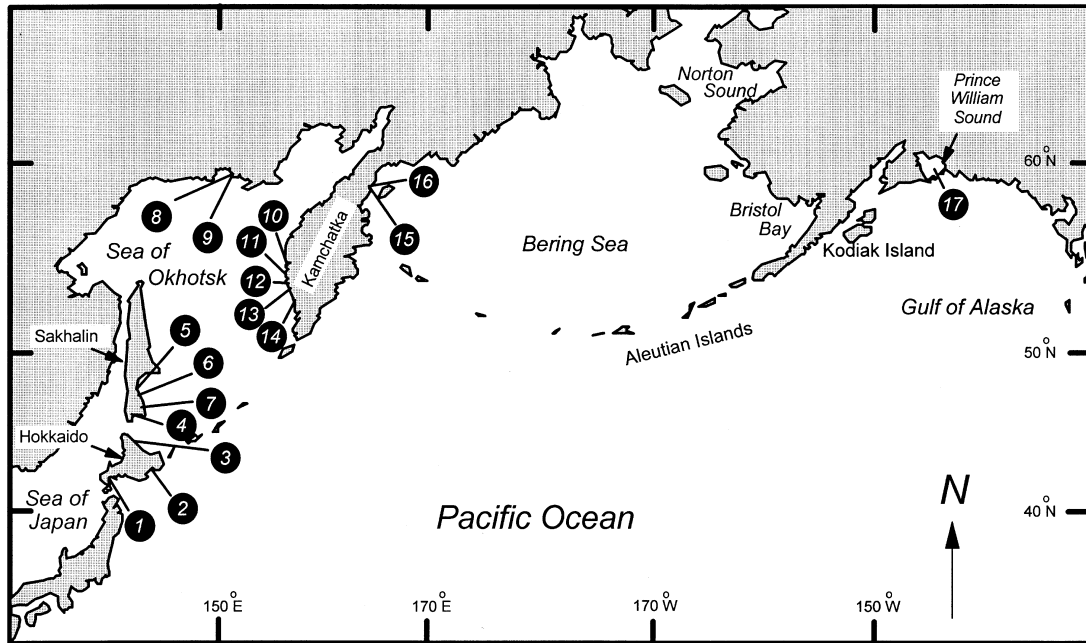 Norton
Sound
Prince
William
Sound
60°N
16
17
8
9
10
11
12
13
14
15
Sea of
Okhotsk
Kamchatka
Bering Sea
Bristol
Bay
Kodiak Island
Gulf of Alaska
Aleutian Islands
50°N
Sakhalin
5
6
7
4
Hokkaido
3
2
1
Sea of
Japan
Pacific Ocean
N
40°N
150 E
170 E
170 W
150 W